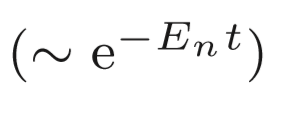 (∼ e^{−E_n t})